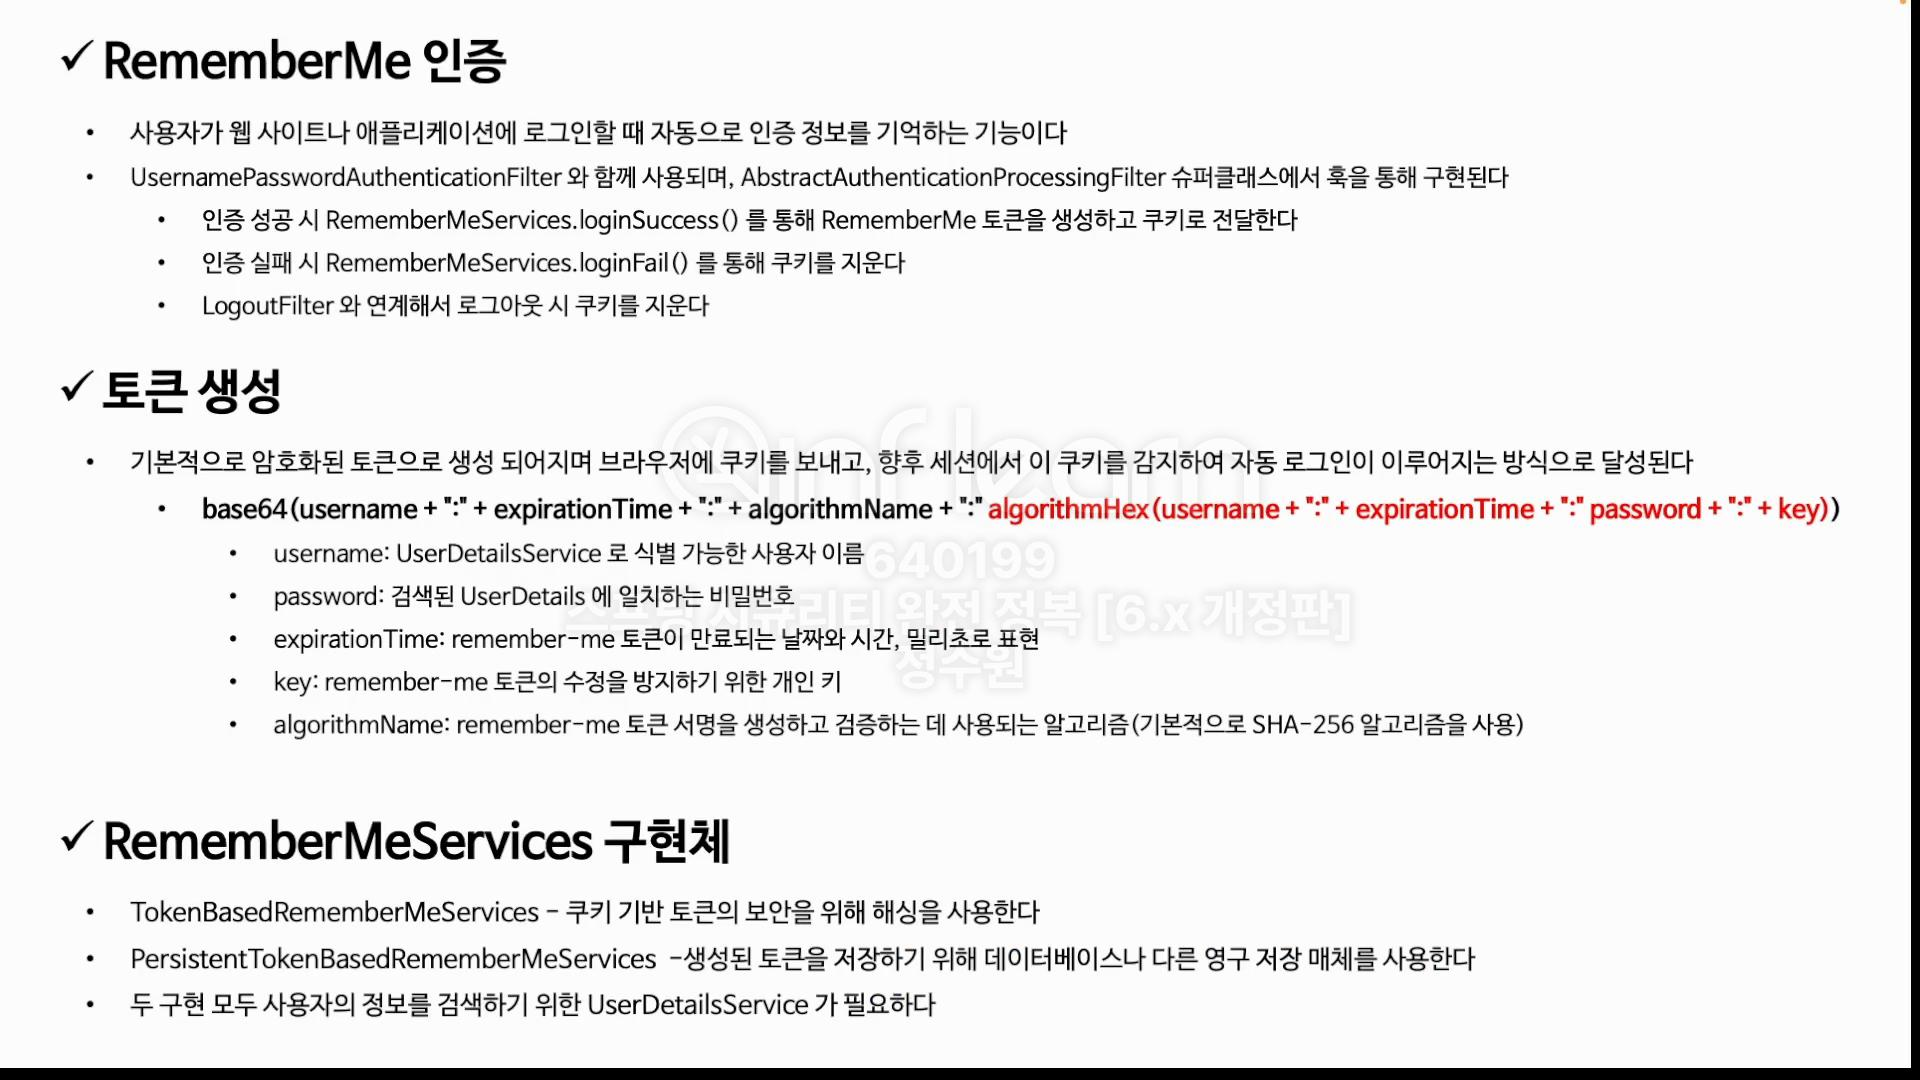 ✓ RememberMe 인증
• 사용자가 웹 사이트나 애플리케이션에 로그인할 때 자동으로 인증 정보를 기억하는 기능이다
• UsernamePasswordAuthenticationFilter 와 함께 사용되며, AbstractAuthenticationProcessingFilter 슈퍼클래스에서 훅을 통해 구현된다
• 인증 성공 시 RememberMeServices.loginSuccess() 를 통해 RememberMe 토큰을 생성하고 쿠키로 전달한다
• 인증 실패 시 RememberMeServices.loginFail() 를 통해 쿠키를 지운다
• LogoutFilter 와 연계해서 로그아웃 시 쿠키를 지운다
✓ 토큰 생성
inflearn
• 기본적으로 암호화된 토큰으로 생성 되어지며 브라우저에 쿠키를 보내고, 향후 세션에서 이 쿠키를 감지하여 자동 로그인이 이루어지는 방식으로 달성된다
• base64(username + ":" + expirationTime + ":" + algorithmName + ":" algorithmHex(username + ":" + expirationTime + ":" password + ":" + key))
• username: UserDetailsService 로 식별 가능한 사용자 이름
640199
• password: 검색된 UserDetails 에 일치하는 비밀번호
스프링 시큐리티 완전 정복 [6.x 개정판]
• expirationTime: remember-me 토큰이 만료되는 날짜와 시간, 밀리초로 표현
정수원
• key: remember-me 토큰의 수정을 방지하기 위한 개인 키
• algorithmName: remember-me 토큰 서명을 생성하고 검증하는 데 사용되는 알고리즘(기본적으로 SHA-256 알고리즘을 사용)
✓ RememberMeServices 구현체
• TokenBasedRememberMeServices - 쿠키 기반 토큰의 보안을 위해 해싱을 사용한다
• PersistentTokenBasedRememberMeServices -생성된 토큰을 저장하기 위해 데이터베이스나 다른 영구 저장 매체를 사용한다
• 두 구현 모두 사용자의 정보를 검색하기 위한 UserDetailsService 가 필요하다